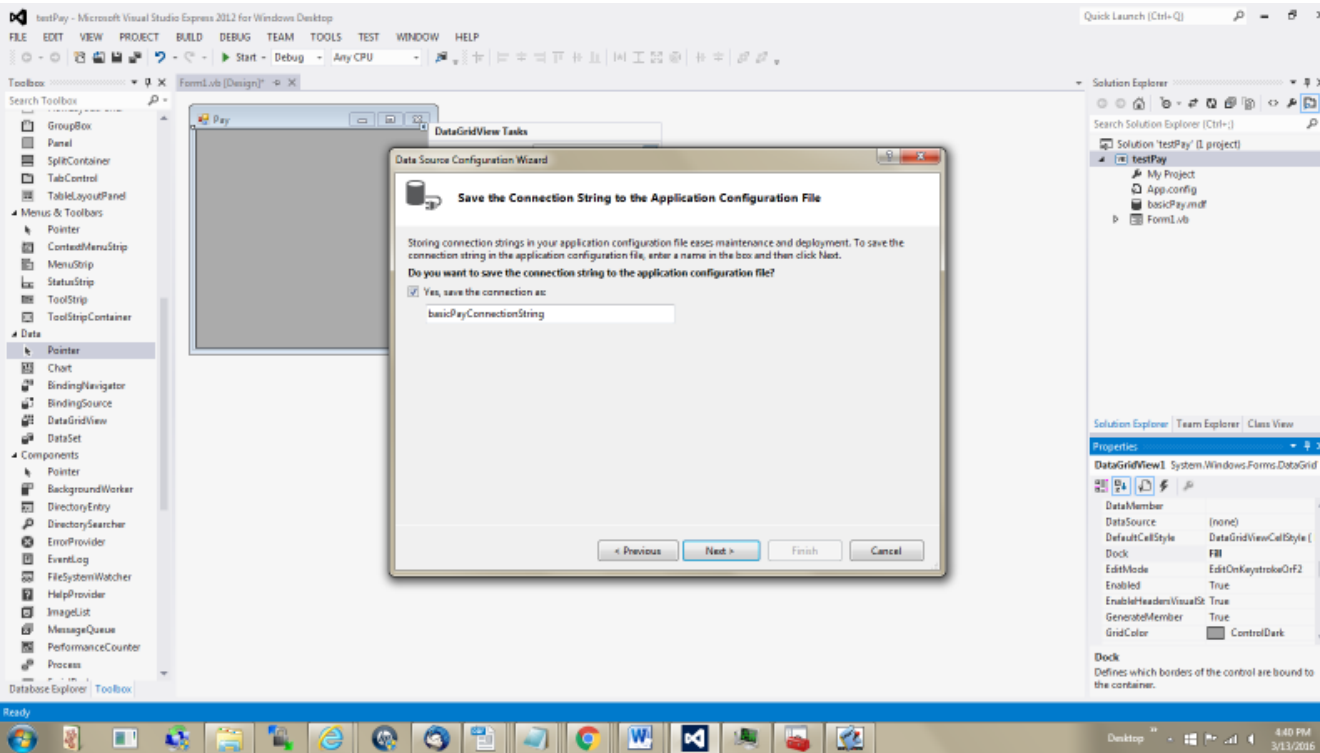 testPay - Microsoft Visual Studio Express 2012 for Windows Desktop
Quick Launch (Ctrl+Q)
FILE EDIT VIEW PROJECT BUILD DEBUG TEAM TOOLS TEST WINDOW HELP
Start - Debug Any CPU
Toolbox
Search Toolbox
GroupBox
Panel
SplitContainer
TabControl
TableLayoutPanel
Menus & Toolbars
Pointer
ContextMenuStrip
MenuStrip
StatusStrip
ToolStrip
ToolStripContainer
Data
Pointer
Chart
BindingNavigator
BindingSource
DataGridView
DataSet
Components
Pointer
BackgroundWorker
DirectoryEntry
DirectorySearcher
ErrorProvider
EventLog
FileSystemWatcher
HelpProvider
ImageList
MessageQueue
PerformanceCounter
Process
Database Explorer Toolbox
Form1.vb [Design]*
Pay
DataGridView Tasks
Data Source Configuration Wizard
Save the Connection String to the Application Configuration File
Storing connection strings in your application configuration file eases maintenance and deployment. To save the
connection string in the application configuration file, enter a name in the box and then click Next.
Do you want to save the connection string to the application configuration file?
Yes, save the connection as:
basicPayConnectionString
< Previous Next > Finish Cancel
Solution Explorer
Search Solution Explorer (Ctrl+;)
Solution 'testPay' (1 project)
testPay
My Project
App.config
basicPay.mdf
Form1.vb
Solution Explorer Team Explorer Class View
Properties
DataGridView1 System.Windows.Forms.DataGrid
DataMember
DataSource (none)
DefaultCellStyle DataGridViewCellStyle {
Dock Fill
EditMode EditOnKeystrokeOrF2
Enabled True
EnableHeadersVisualSt True
GenerateMember True
GridColor ControlDark
Dock
Defines which borders of the control are bound to
the container.
Ready
Desktop
4:40 PM
3/13/2016